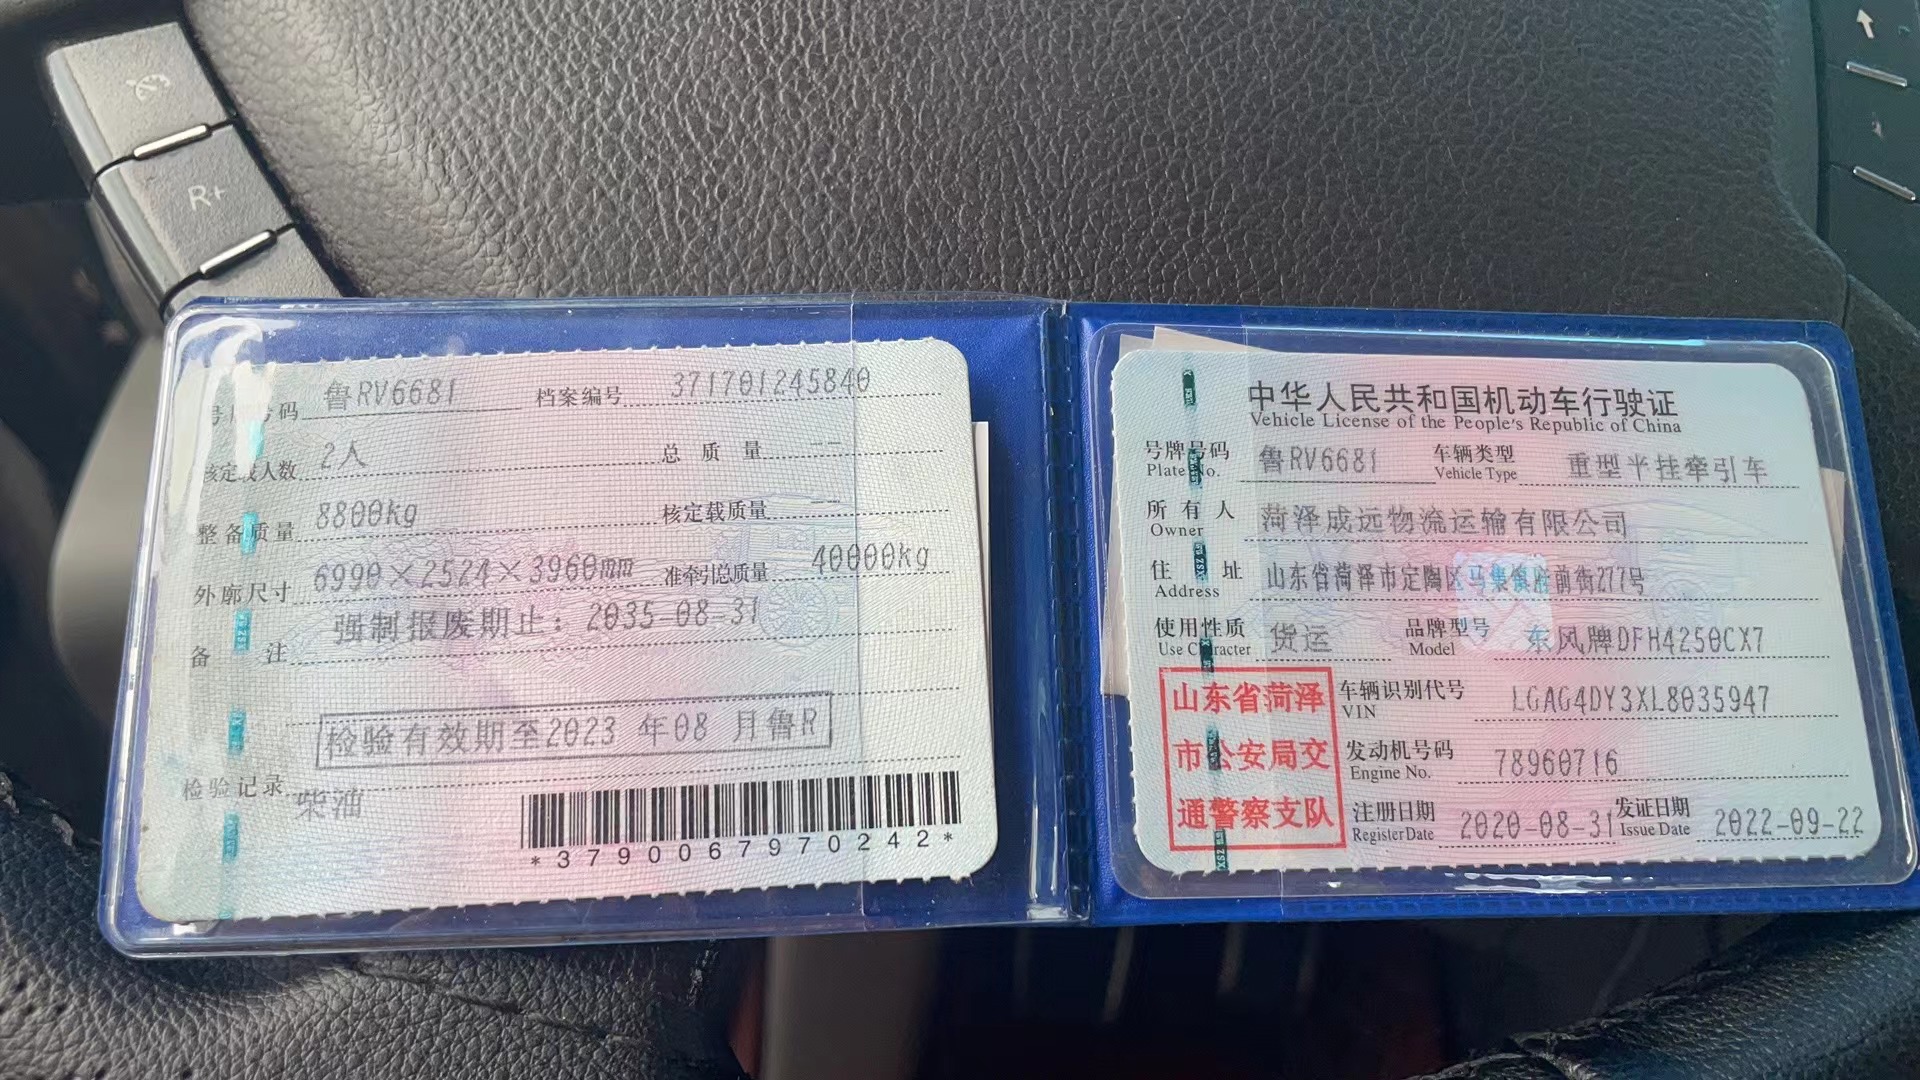 R+
号牌号码 鲁RV6681 档案编号 371701245840
核定载人数 2人 总质量 --
整备质量 8800kg 核定载质量 --
外廓尺寸 6990×2524×3960mm 准牵引总质量 40000kg
备注 强制报废期止：2035-08-31
检验有效期至2023 年08 月鲁R
检验记录
柴油
*3790067970242*
中华人民共和国机动车行驶证
Vehicle License of the People's Republic of China
号牌号码 鲁RV6681 车辆类型 重型半挂牵引车
Plate No. Vehicle Type
所有人 菏泽成远物流运输有限公司
Owner
住址 山东省菏泽市定陶区马集镇府前街277号
Address
使用性质 货运 品牌型号 东风牌DFH4250CX7
Use Character Model
山东省菏泽
市公安局交
通警察支队
车辆识别代号 LGAG4DY3XL8035947
VIN
发动机号码 78960716
Engine No.
注册日期 2020-08-31 发证日期 2022-09-22
Register Date Issue Date